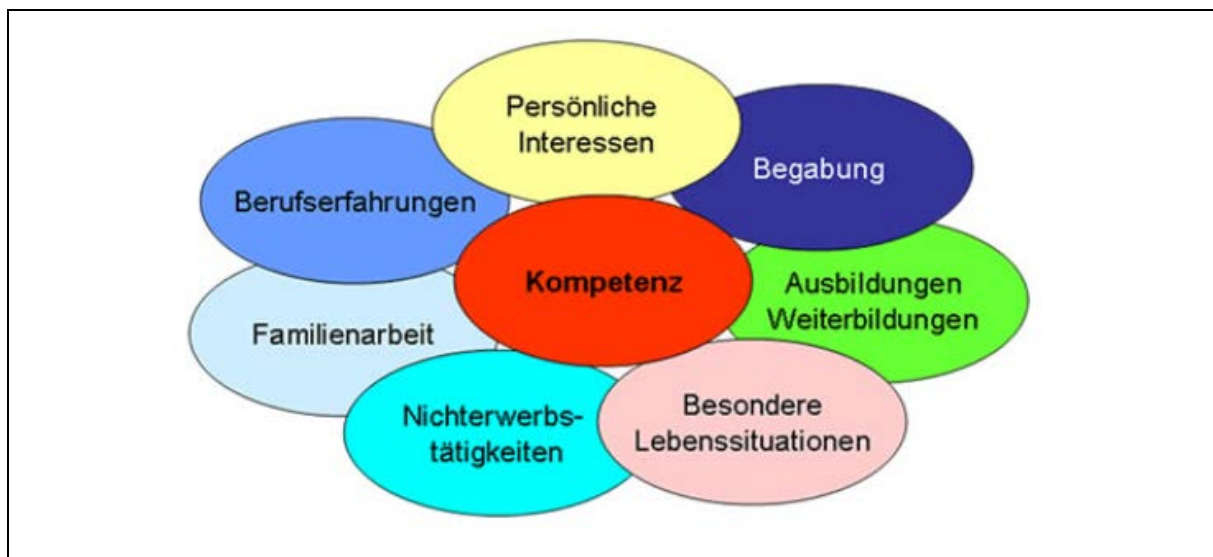 Persönliche
Interessen
Begabung
Berufserfahrungen
Kompetenz
Ausbildungen
Weiterbildungen
Familienarbeit
Nichterwerbs-
tätigkeiten
Besondere
Lebenssituationen